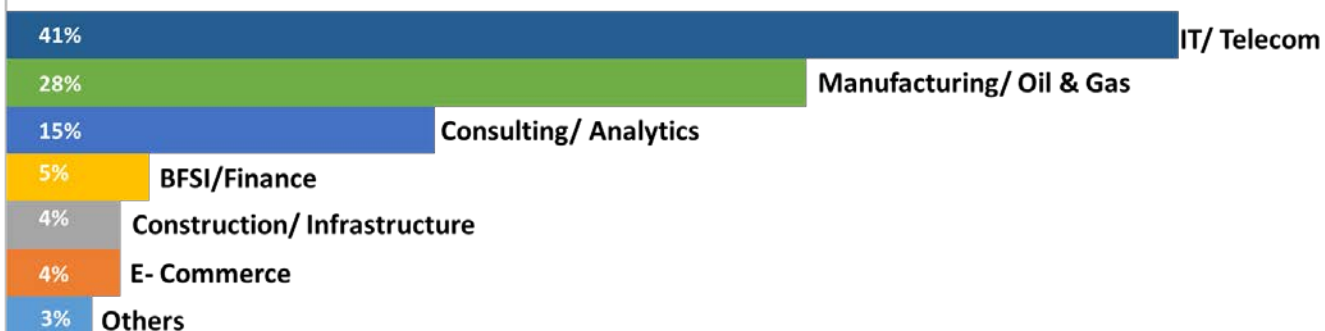 41% IT/ Telecom
28% Manufacturing/ Oil & Gas
15% Consulting/ Analytics
5% BFSI/Finance
4% Construction/ Infrastructure
4% E- Commerce
3% Others